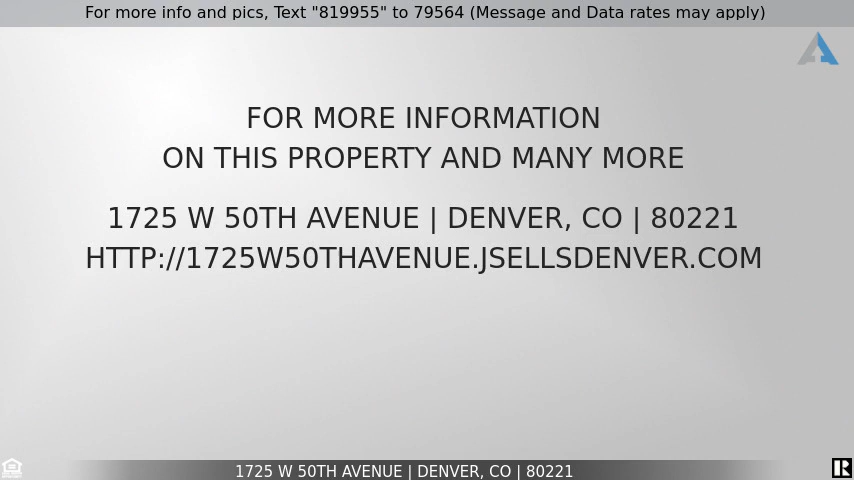 For more info and pics, Text "819955" to 79564 (Message and Data rates may apply)
FOR MORE INFORMATION
ON THIS PROPERTY AND MANY MORE
1725 W 50TH AVENUE | DENVER, CO | 80221
HTTP://1725W50THAVENUE.JSELLSDENVER.COM
1725 W 50TH AVENUE | DENVER, CO | 80221